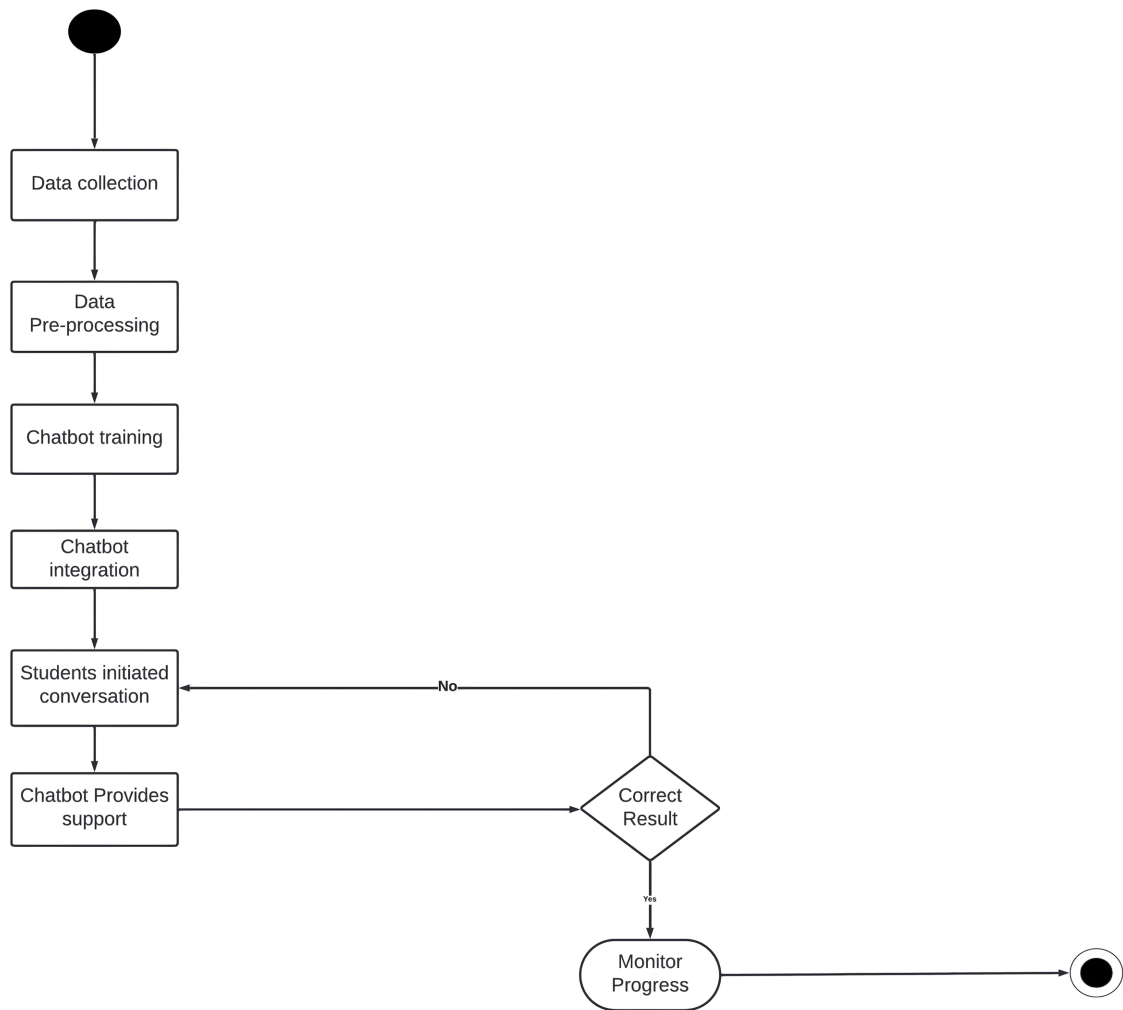 Data collection
Data
Pre-processing
Chatbot training
Chatbot
integration
Students initiated
conversation
No
Chatbot Provides
support
Correct
Result
Yes
Monitor
Progress